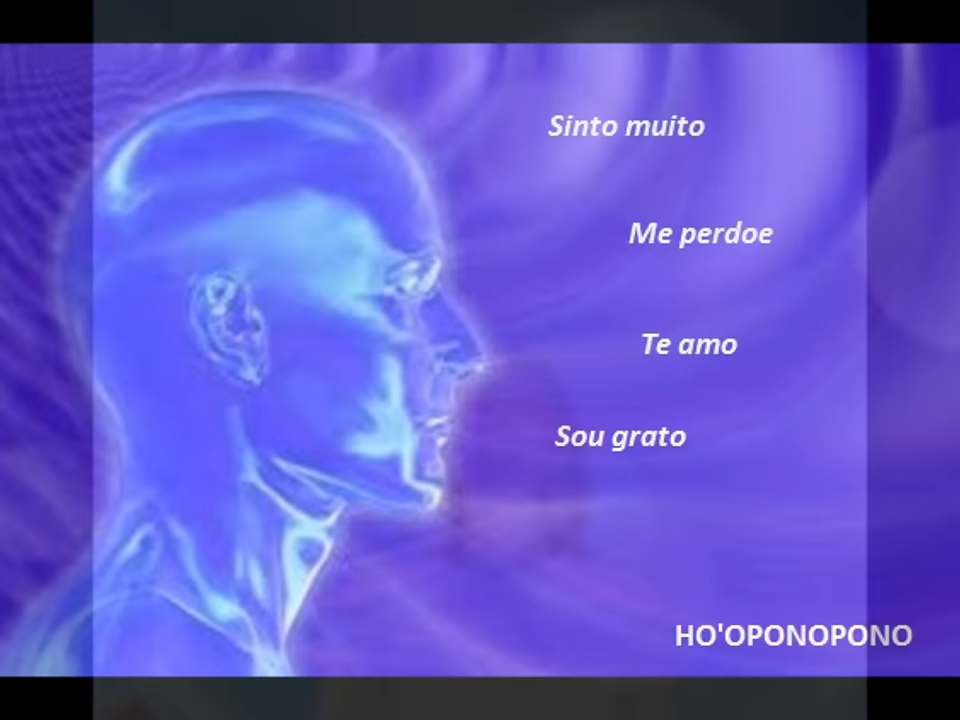 Sinto muito
Me perdoe
Te amo
Sou grato
HO'OPONOPONO